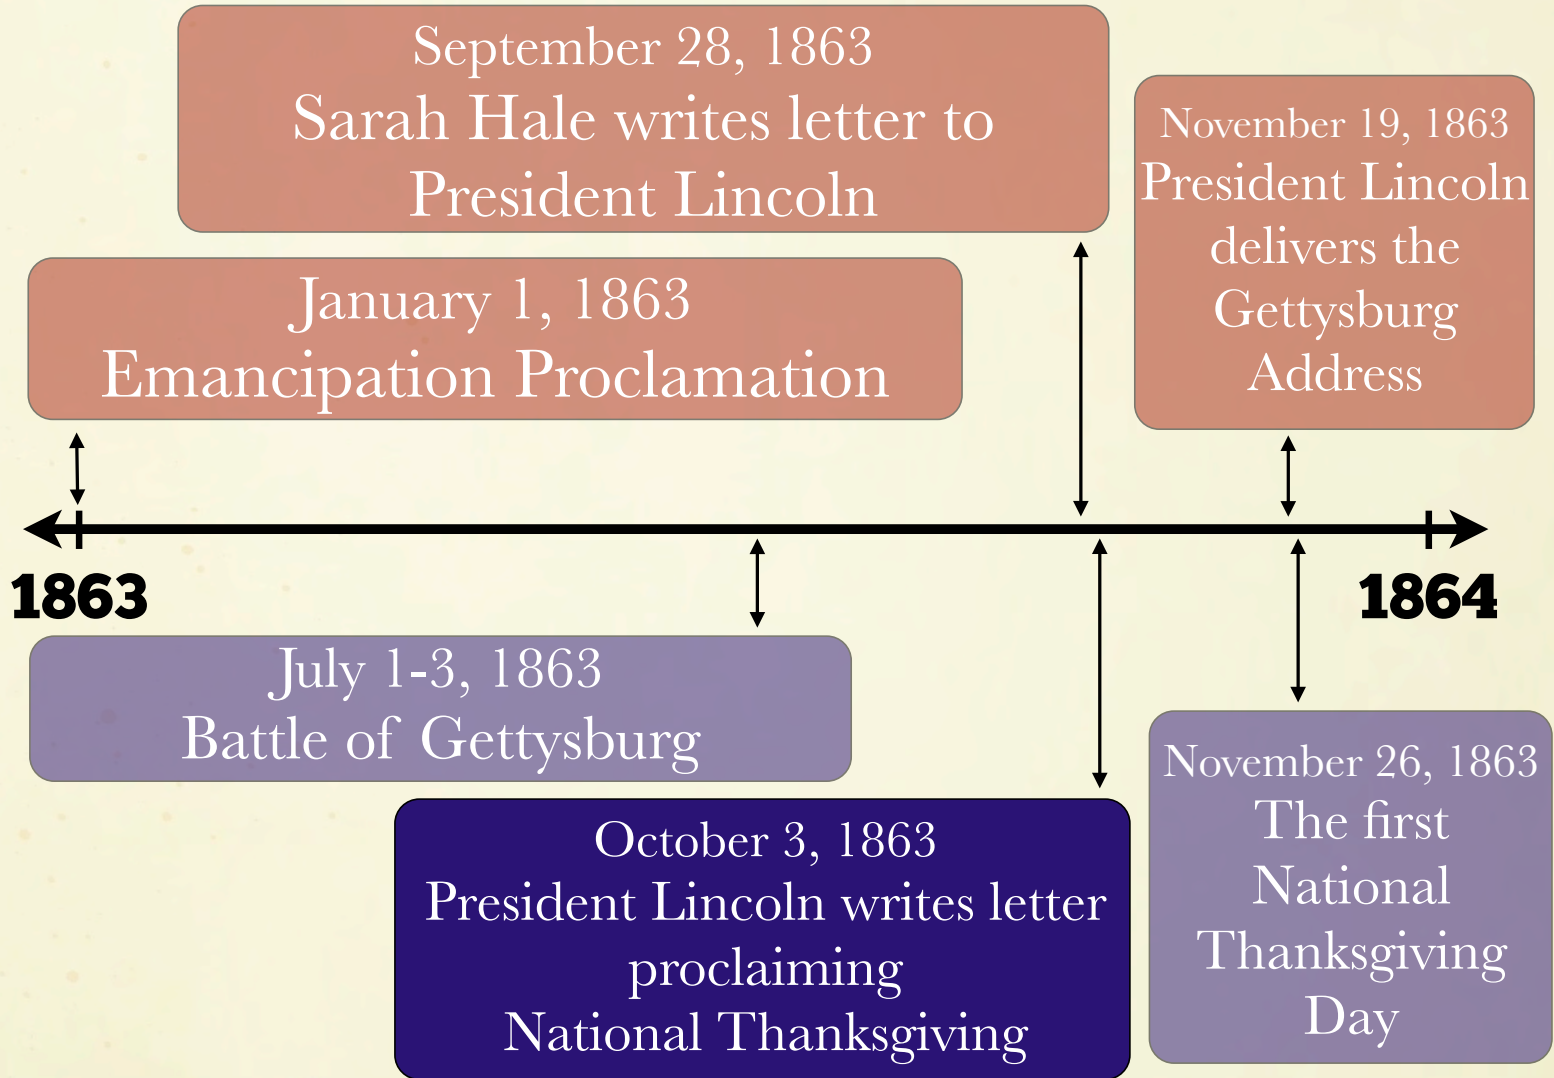 September 28, 1863
Sarah Hale writes letter to
President Lincoln
November 19, 1863
President Lincoln
delivers the
Gettysburg
Address
January 1, 1863
Emancipation Proclamation
1863
1864
July 1-3, 1863
Battle of Gettysburg
October 3, 1863
President Lincoln writes letter
proclaiming
National Thanksgiving
November 26, 1863
The first
National
Thanksgiving
Day